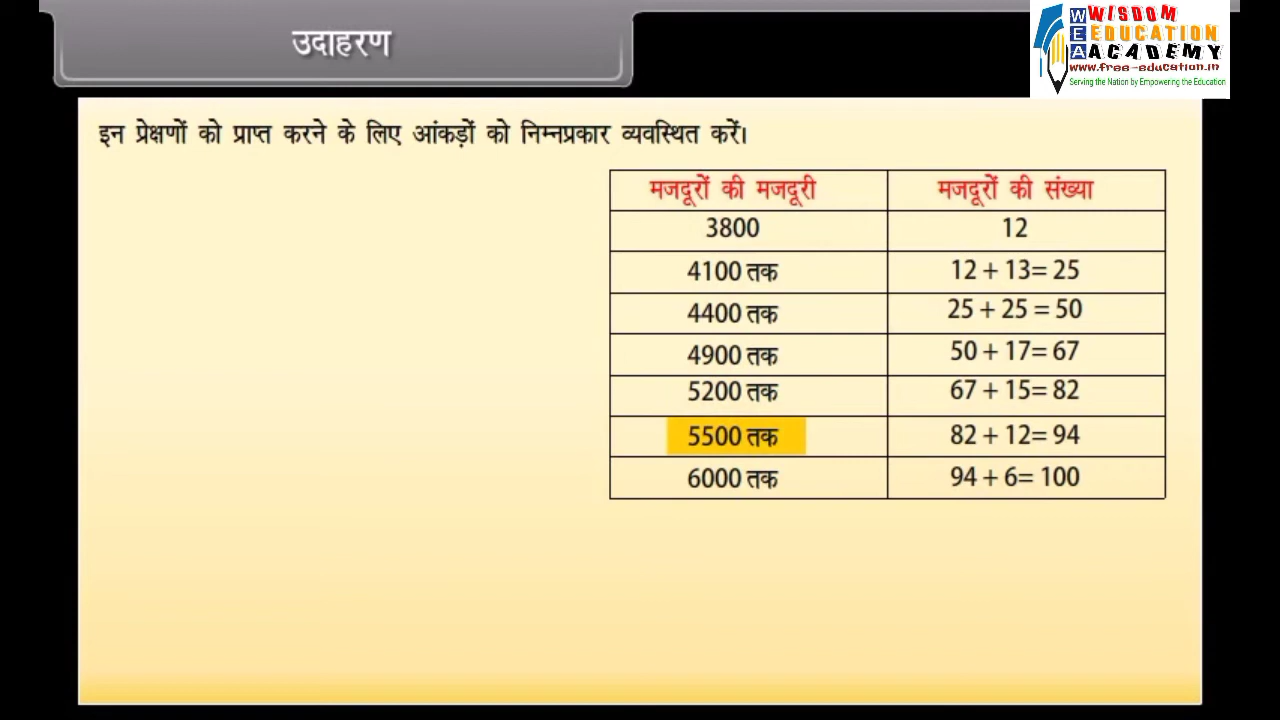 उदाहरण
WISDOM
EDUCATION
ACADEMY
WEA
www.free-education.in
Serving the Nation by Empowering the Education
इन प्रेक्षणों को प्राप्त करने के लिए आंकड़ों को निम्नप्रकार व्यवस्थित करें।
मजदूरों की मजदूरी मजदूरों की संख्या
3800 12
4100 तक 12 + 13= 25
4400 तक 25 + 25 = 50
4900 तक 50 + 17= 67
5200 तक 67 + 15= 82
5500 तक 82 + 12= 94
6000 तक 94 + 6= 100